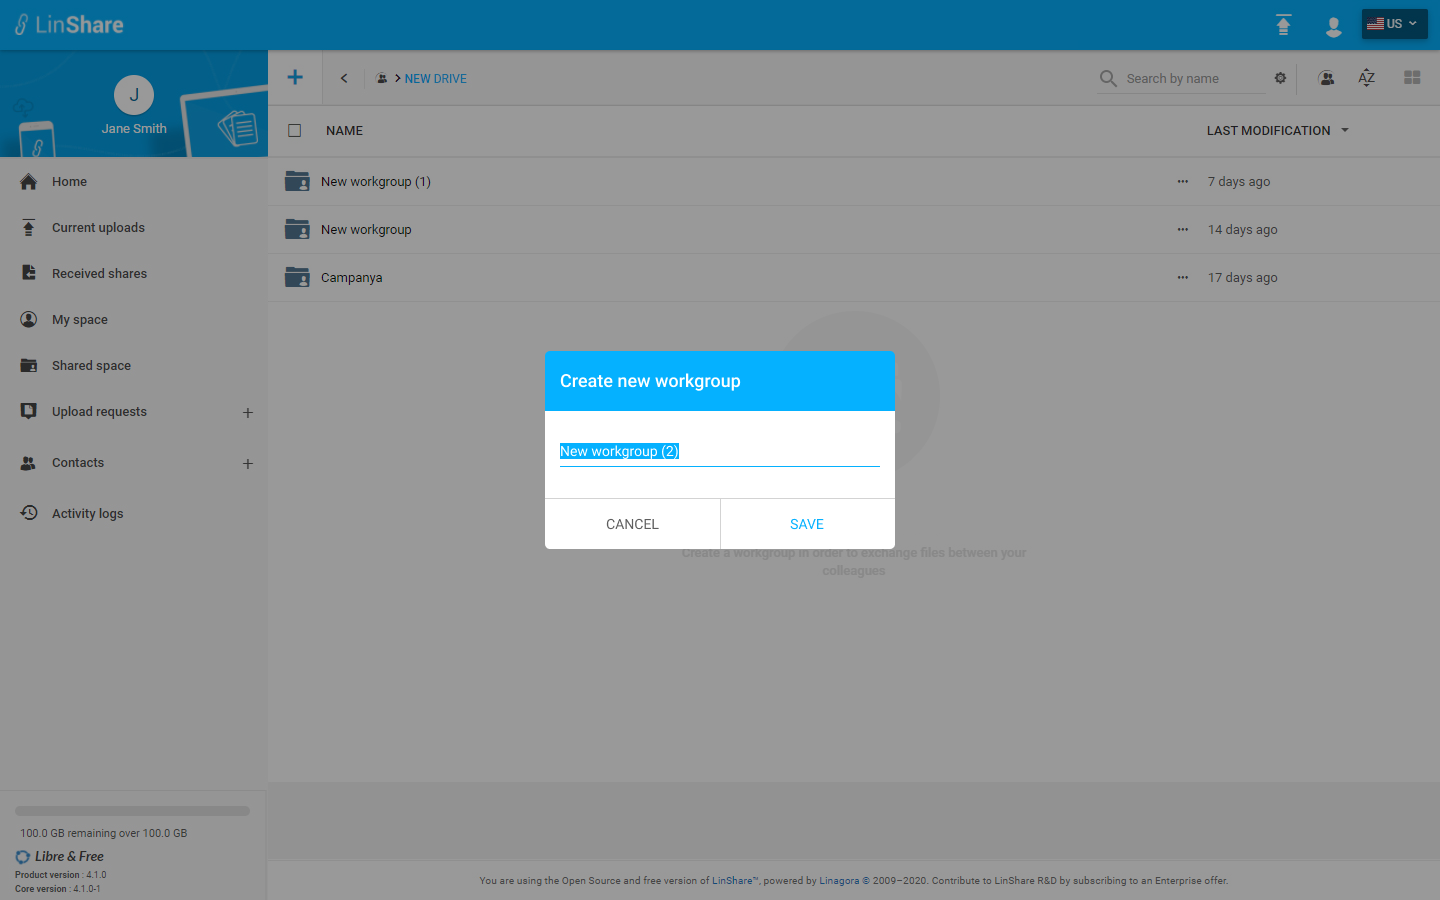 LinShare
US
J
Jane Smith
Home
Current uploads
Received shares
My space
Shared space
Upload requests
Contacts
Activity logs
100.0 GB remaining over 100.0 GB
Libre & Free
Product version : 4.1.0
Core version : 4.1.0-1
NEW DRIVE
Search by name
AZ
NAME
LAST MODIFICATION
New workgroup (1)
7 days ago
New workgroup
14 days ago
Campanya
17 days ago
Create new workgroup
New workgroup (2)
CANCEL
SAVE
Create a workgroup in order to exchange files between your
colleagues
You are using the Open Source and free version of LinShare™, powered by Linagora © 2009–2020. Contribute to LinShare R&D by subscribing to an Enterprise offer.